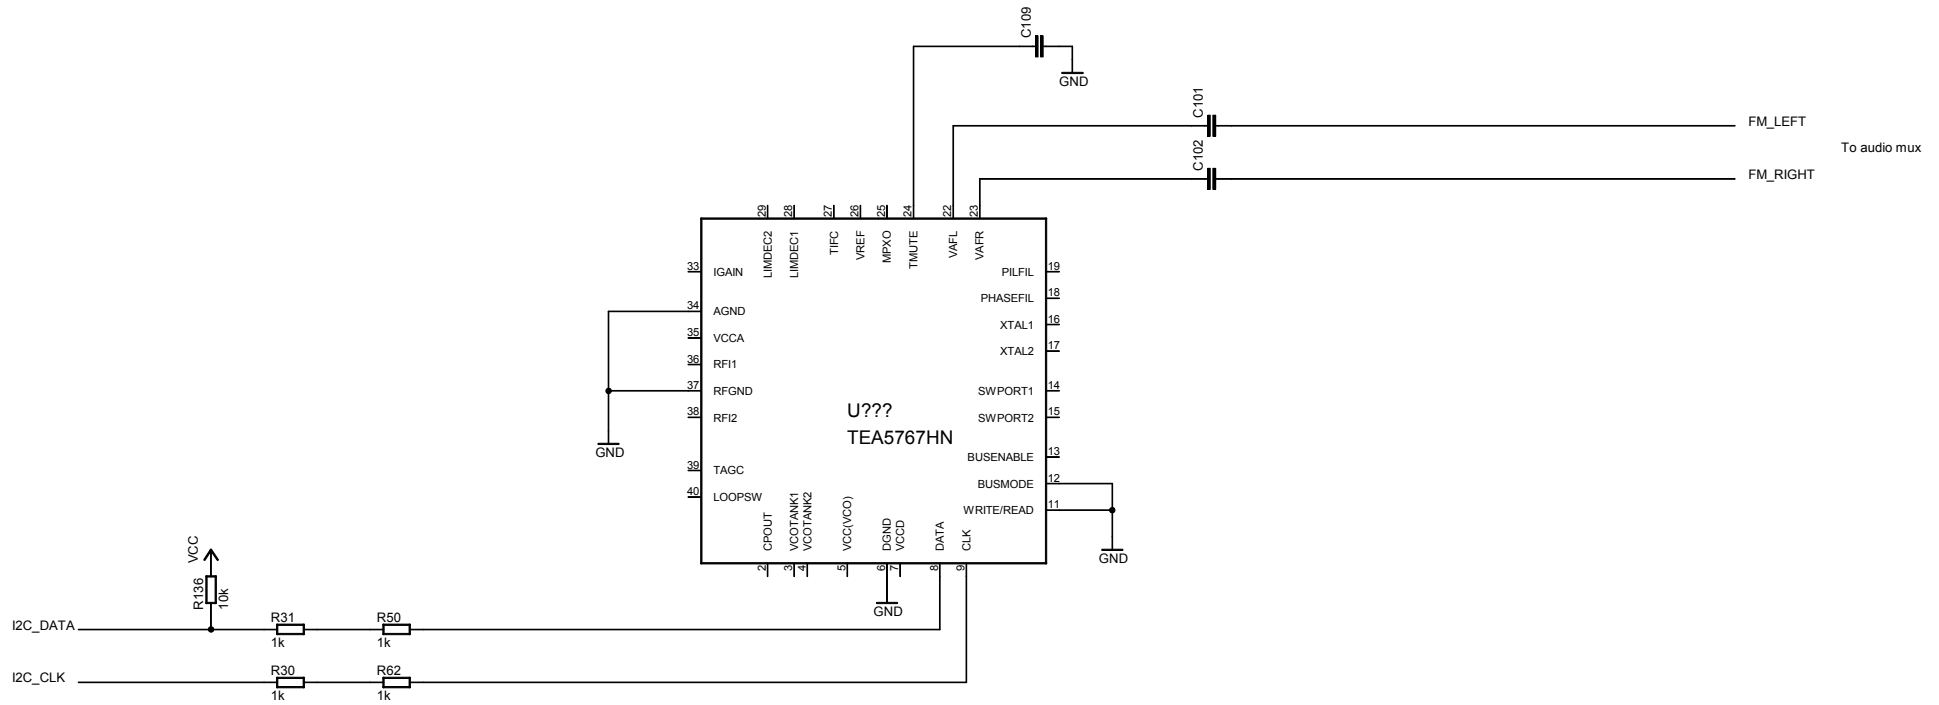 C109
GND
C101
FM_LEFT
To audio mux
C102
FM_RIGHT
29
28
27
26
25
24
22
23
LIMDEC2
LIMDEC1
TIFC
VREF
MPXO
TMUTE
VAFL
VAFR
33 IGAIN
PILFIL 19
PHASEFIL 18
34 AGND
XTAL1 16
35 VCCA
XTAL2 17
36 RFI1
37 RFGND
SWPORT1 14
38 RFI2
SWPORT2 15
U???
TEA5767HN
GND
BUSENABLE 13
39 TAGC
BUSMODE 12
40 LOOPSW
WRITE/READ 11
CPOUT
VCOTANK1
VCOTANK2
VCC(VCO)
DGND
VCCD
DATA
CLK
GND
2
3
4
5
6
7
8
9
GND
VCC
R136
10k
I2C_DATA
R31
1k
R50
1k
I2C_CLK
R30
1k
R62
1k